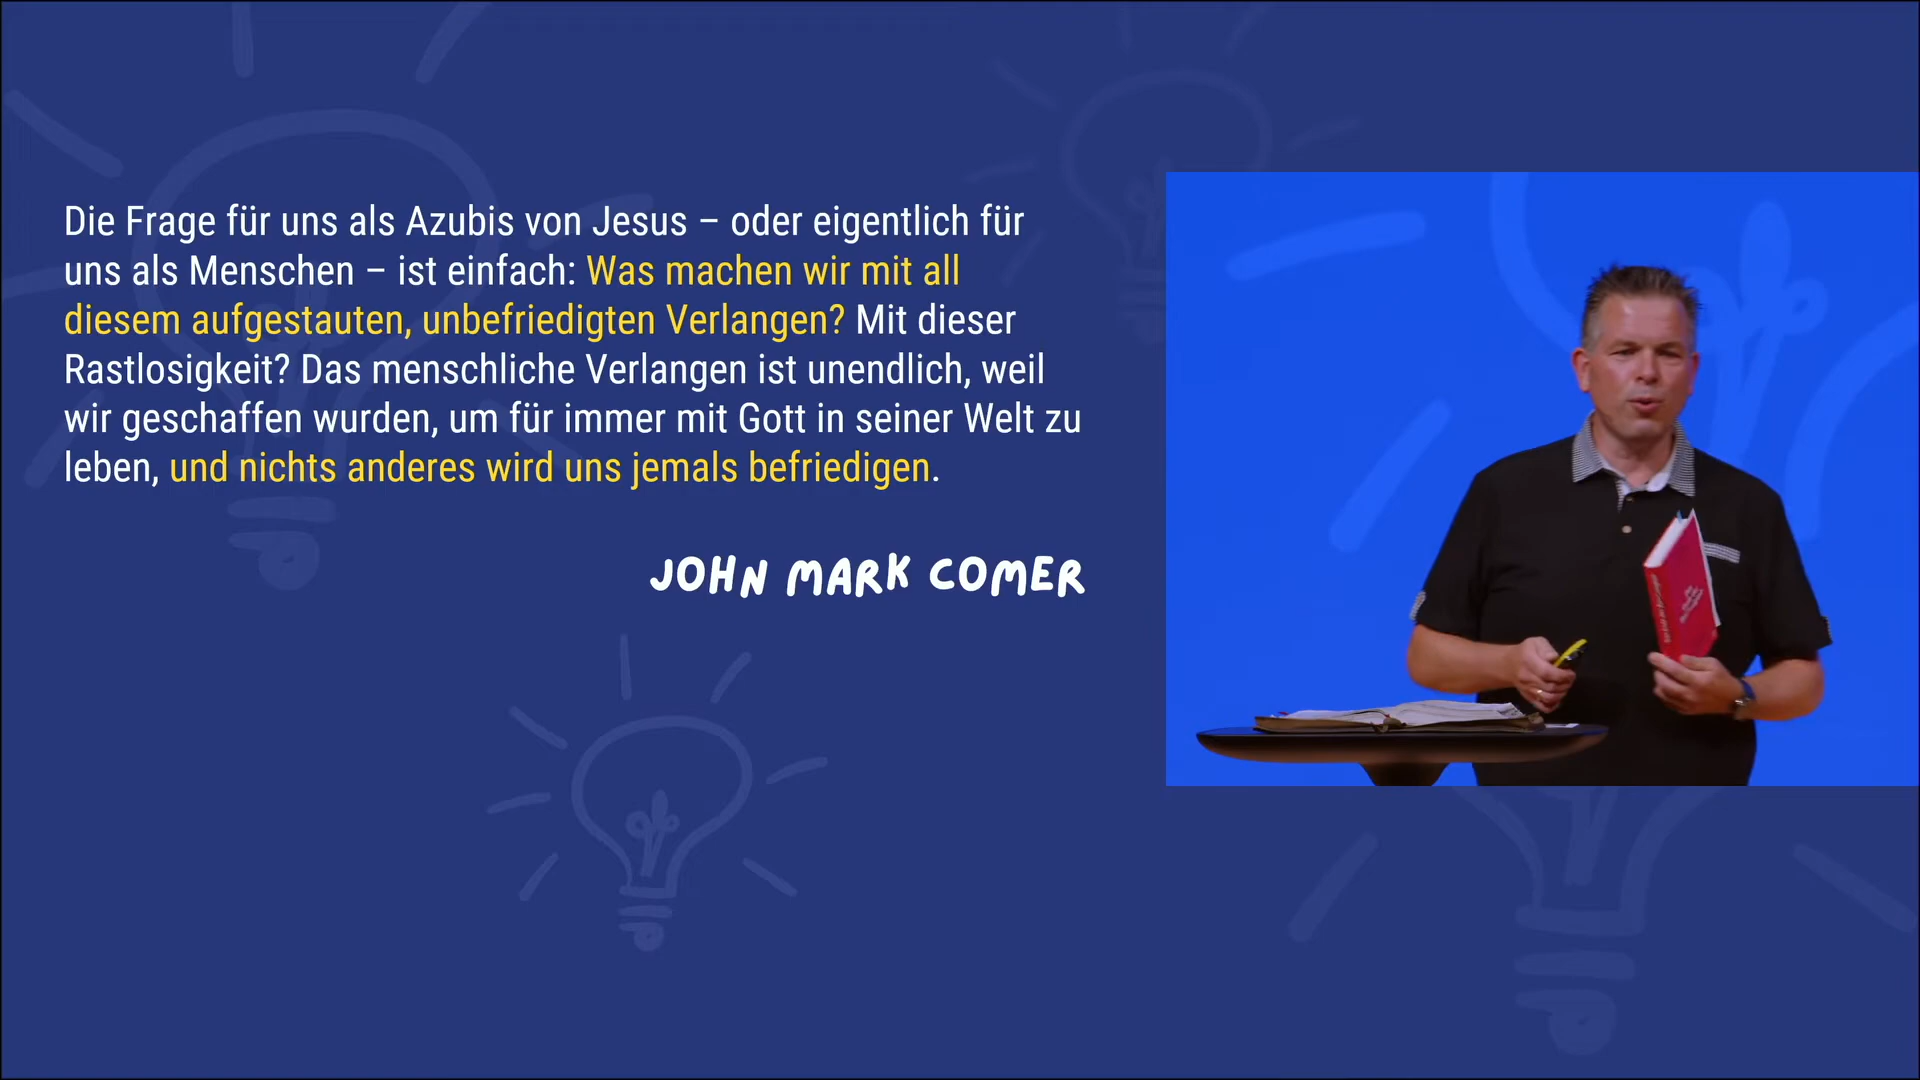 Die Frage für uns als Azubis von Jesus – oder eigentlich für
uns als Menschen – ist einfach: Was machen wir mit all
diesem aufgestauten, unbefriedigten Verlangen? Mit dieser
Rastlosigkeit? Das menschliche Verlangen ist unendlich, weil
wir geschaffen wurden, um für immer mit Gott in seiner Welt zu
leben, und nichts anderes wird uns jemals befriedigen.
JOHN MARK COMER